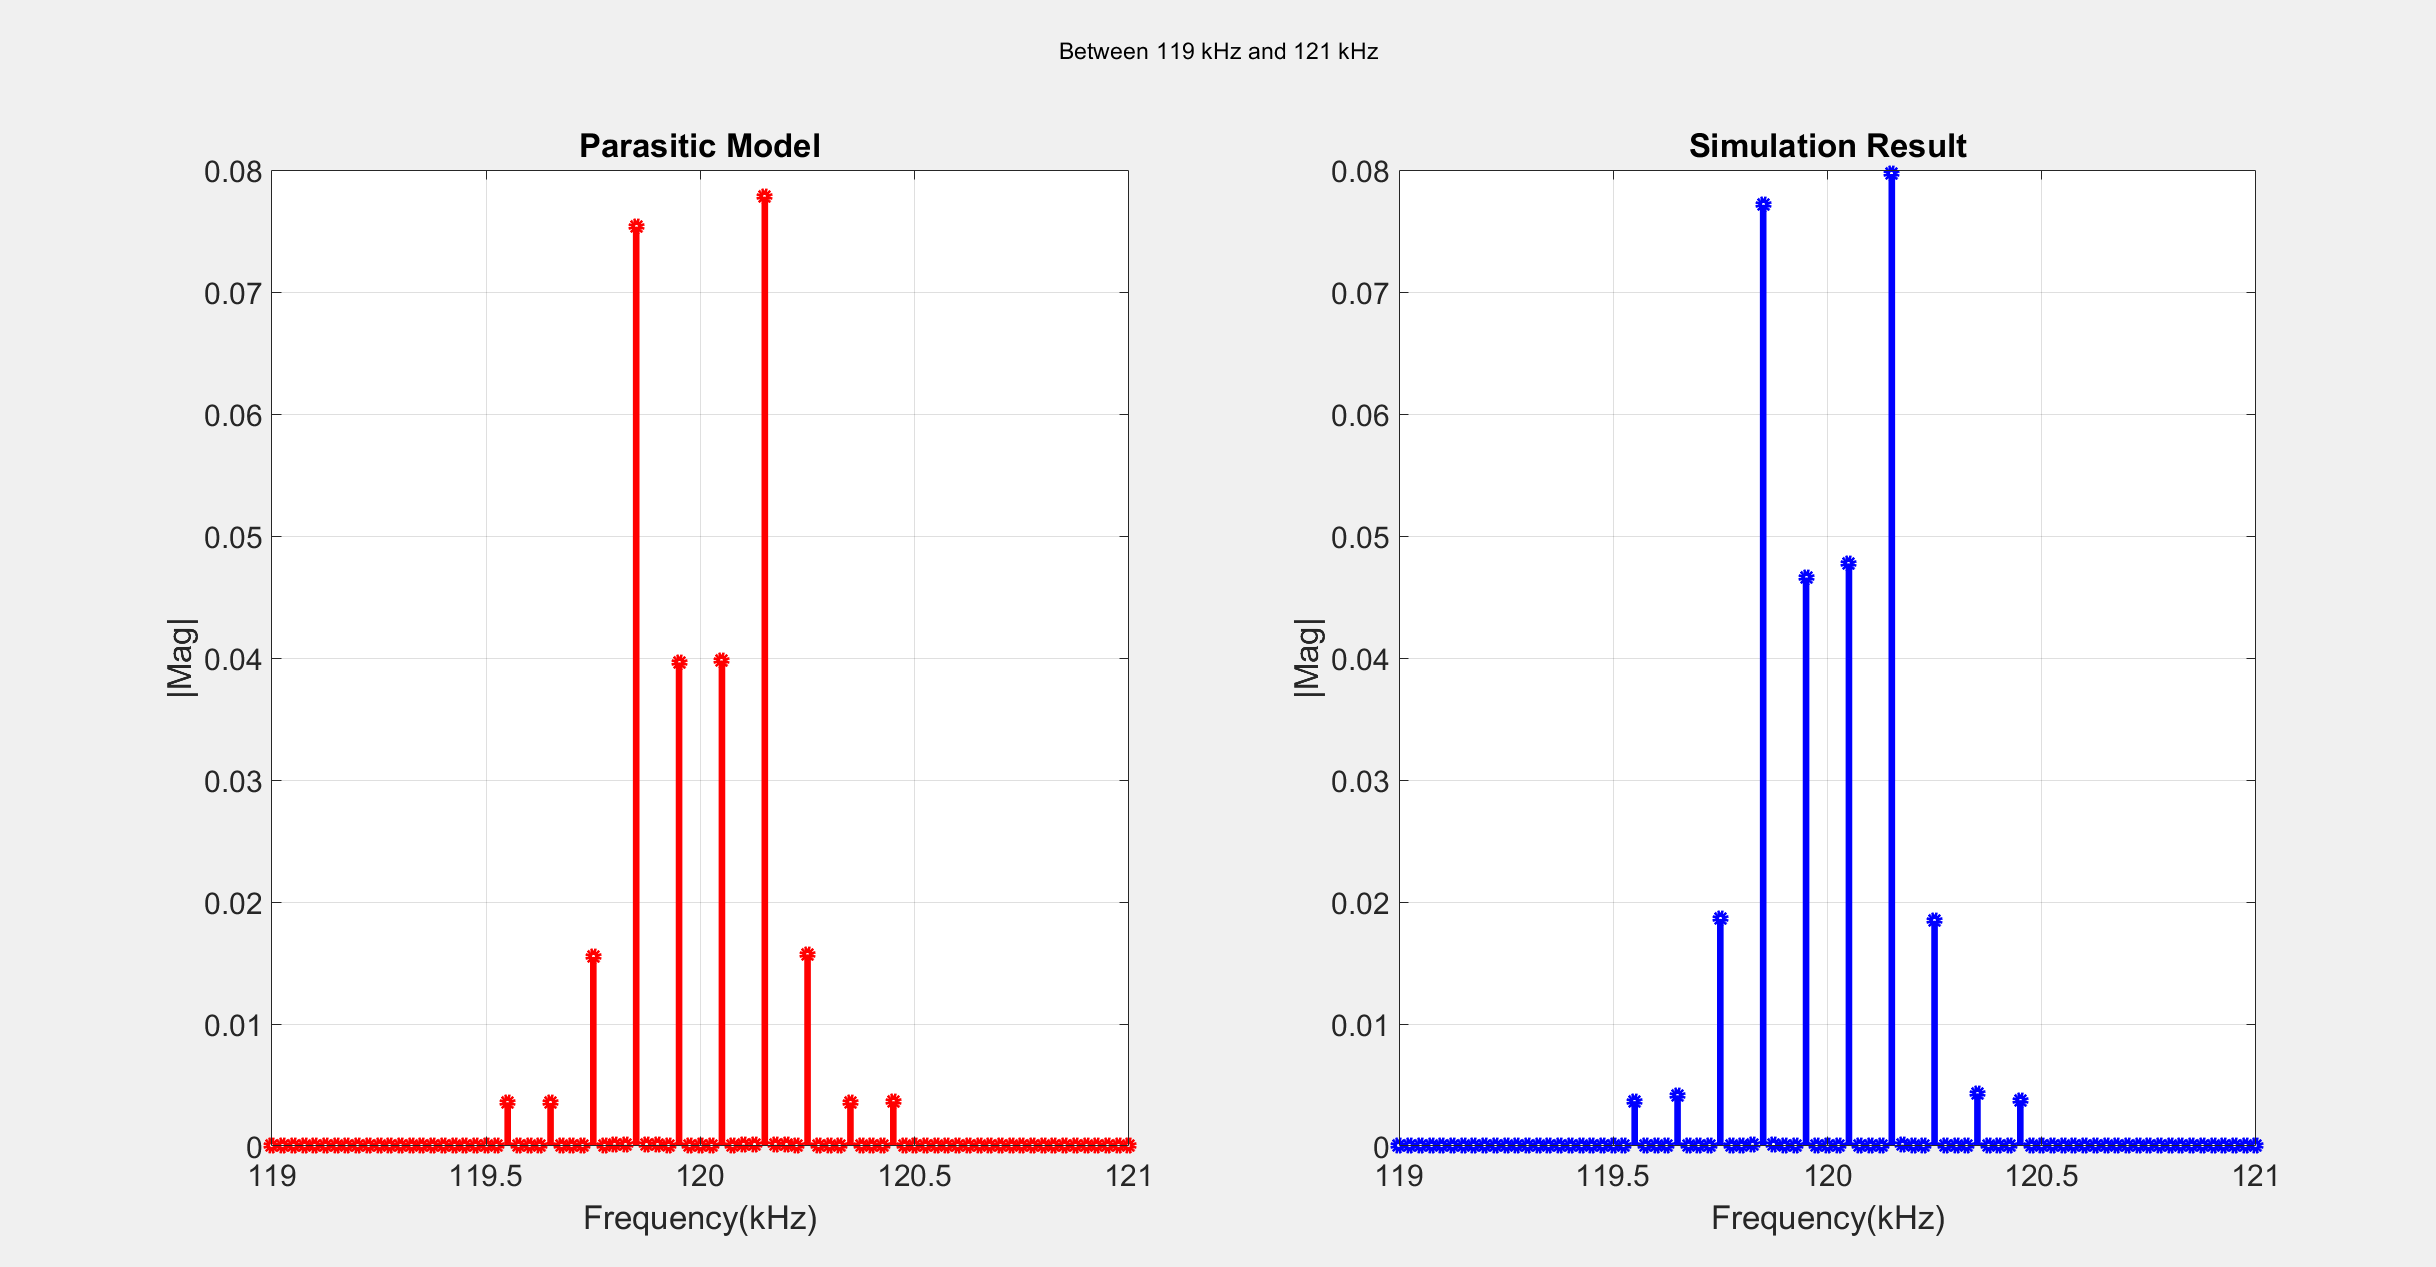 Between 119 kHz and 121 kHz
Parasitic Model
0.08
0.07
0.06
0.05
0.04
0.03
0.02
0.01
0
|Mag|
119 119.5 120 120.5 121
Frequency(kHz)
Simulation Result
0.08
0.07
0.06
0.05
0.04
0.03
0.02
0.01
0
|Mag|
119 119.5 120 120.5 121
Frequency(kHz)